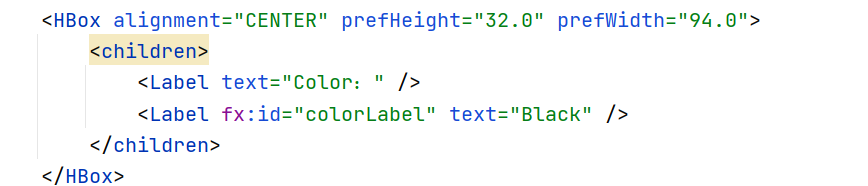 <HBox alignment="CENTER" prefHeight="32.0" prefWidth="94.0">
<children>
<Label text="Color: " />
<Label fx:id="colorLabel" text="Black" />
</children>
</HBox>